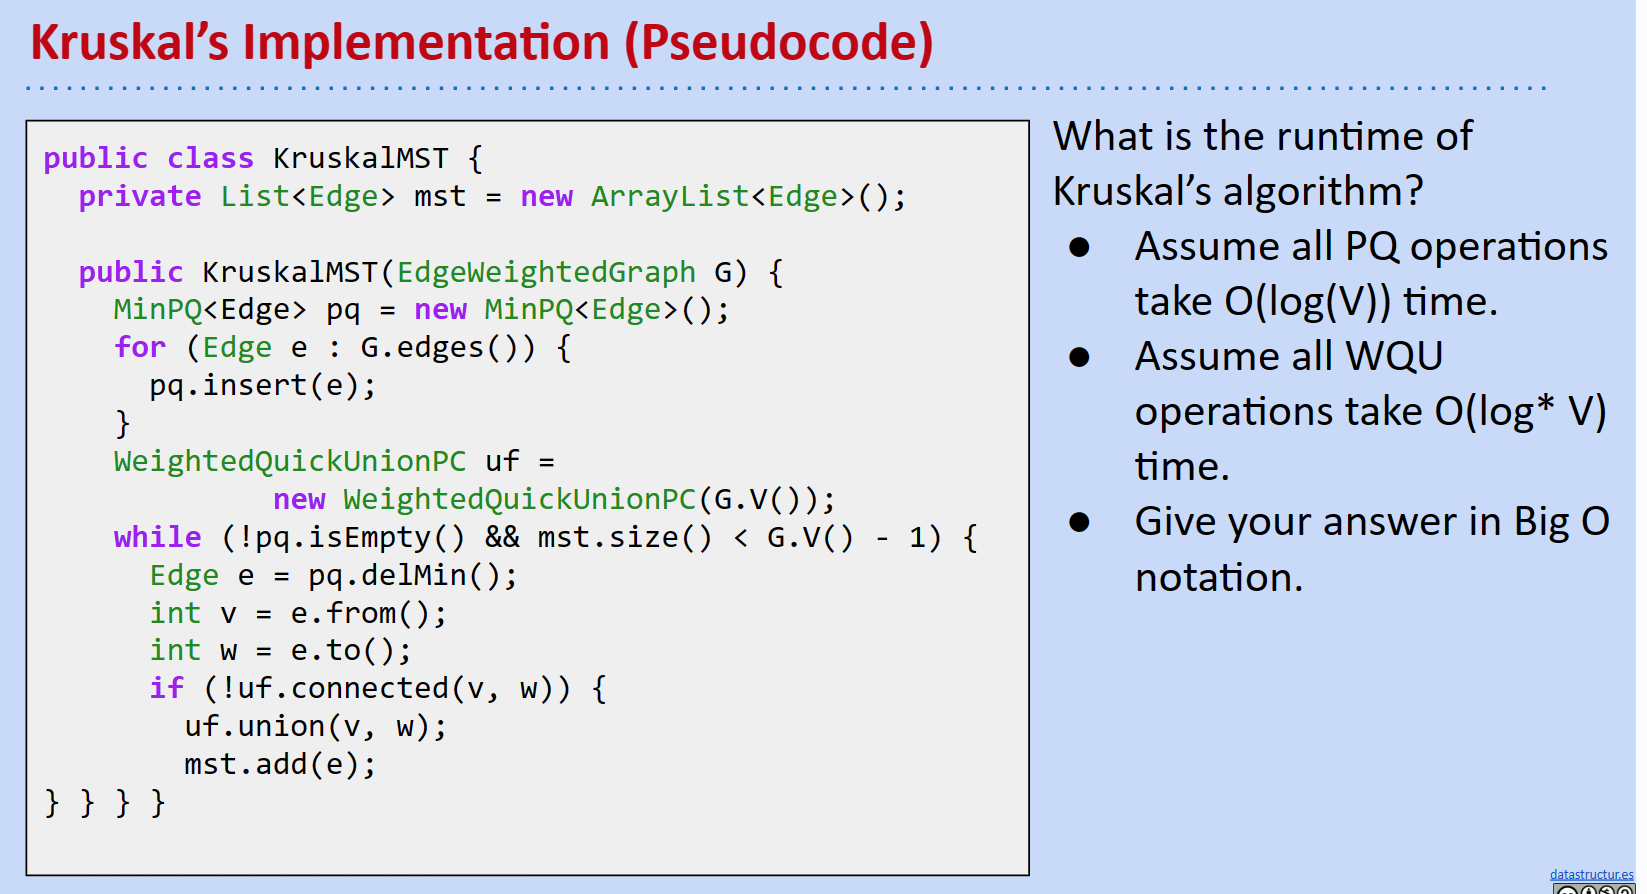 Kruskal’s Implementation (Pseudocode)
public class KruskalMST {
  private List<Edge> mst = new ArrayList<Edge>();

  public KruskalMST(EdgeWeightedGraph G) {
    MinPQ<Edge> pq = new MinPQ<Edge>();
    for (Edge e : G.edges()) {
      pq.insert(e);
    }
    WeightedQuickUnionPC uf =
             new WeightedQuickUnionPC(G.V());
    while (!pq.isEmpty() && mst.size() < G.V() - 1) {
      Edge e = pq.delMin();
      int v = e.from();
      int w = e.to();
      if (!uf.connected(v, w)) {
        uf.union(v, w);
        mst.add(e);
} } } }
What is the runtime of
Kruskal’s algorithm?
● Assume all PQ operations
take O(log(V)) time.
● Assume all WQU
operations take O(log* V)
time.
● Give your answer in Big O
notation.
datastructur.es